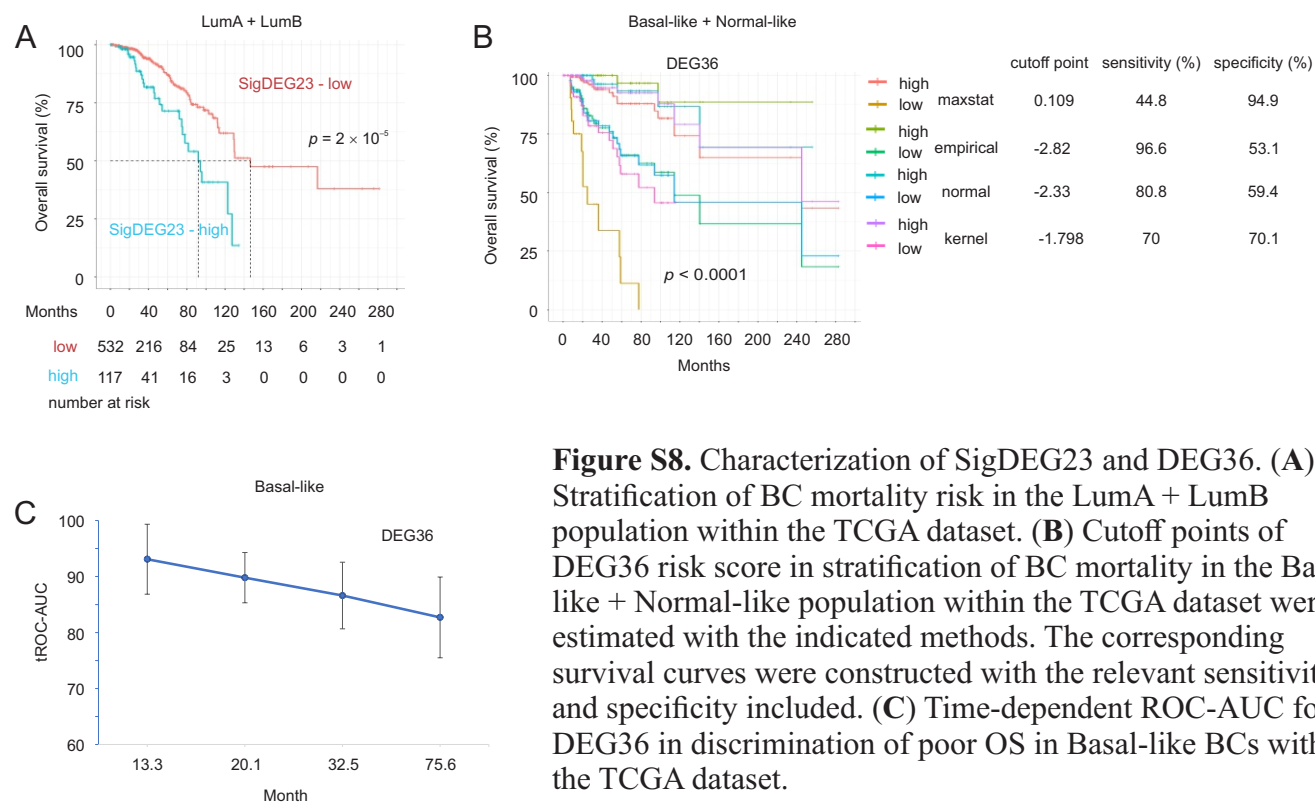 A
LumA + LumB
Overall survival (%)
100
75
50
25
0
SigDEG23 - low
p = 2 × 10⁻⁵
SigDEG23 - high
Months 0 40 80 120 160 200 240 280
low 532 216 84 25 13 6 3 1
high 117 41 16 3 0 0 0 0
number at risk
B
Basal-like + Normal-like
DEG36
Overall survival (%)
100
75
50
25
0
p < 0.0001
0 40 80 120 160 200 240 280
Months
cutoff point sensitivity (%) specificity (%)
high
low maxstat 0.109 44.8 94.9
high
low empirical -2.82 96.6 53.1
high
low normal -2.33 80.8 59.4
high
low kernel -1.798 70 70.1
C
Basal-like
DEG36
tROC-AUC
100
90
80
70
60
13.3 20.1 32.5 75.6
Month
Figure S8. Characterization of SigDEG23 and DEG36. (A)
Stratification of BC mortality risk in the LumA + LumB
population within the TCGA dataset. (B) Cutoff points of
DEG36 risk score in stratification of BC mortality in the Ba
like + Normal-like population within the TCGA dataset wer
estimated with the indicated methods. The corresponding
survival curves were constructed with the relevant sensitivit
and specificity included. (C) Time-dependent ROC-AUC fo
DEG36 in discrimination of poor OS in Basal-like BCs with
the TCGA dataset.